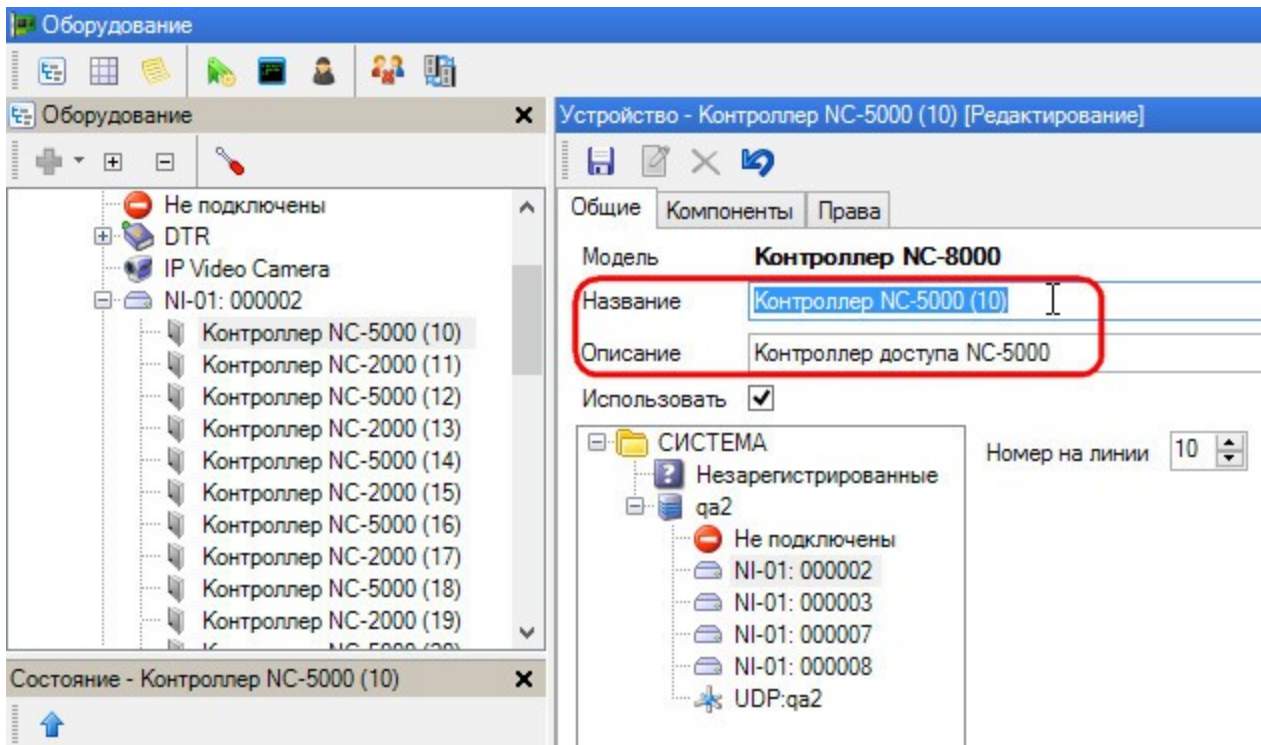 Оборудование
Оборудование
Не подключены
DTR
IP Video Camera
NI-01: 000002
Контроллер NC-5000 (10)
Контроллер NC-2000 (11)
Контроллер NC-5000 (12)
Контроллер NC-2000 (13)
Контроллер NC-5000 (14)
Контроллер NC-2000 (15)
Контроллер NC-5000 (16)
Контроллер NC-2000 (17)
Контроллер NC-5000 (18)
Контроллер NC-2000 (19)
Состояние - Контроллер NC-5000 (10)
Устройство - Контроллер NC-5000 (10) [Редактирование]
Общие Компоненты Права
Модель Контроллер NC-8000
Название Контроллер NC-5000 (10)
Описание Контроллер доступа NC-5000
Использовать
СИСТЕМА
Незарегистрированные
qa2
Не подключены
NI-01: 000002
NI-01: 000003
NI-01: 000007
NI-01: 000008
UDP:qa2
Номер на линии 10